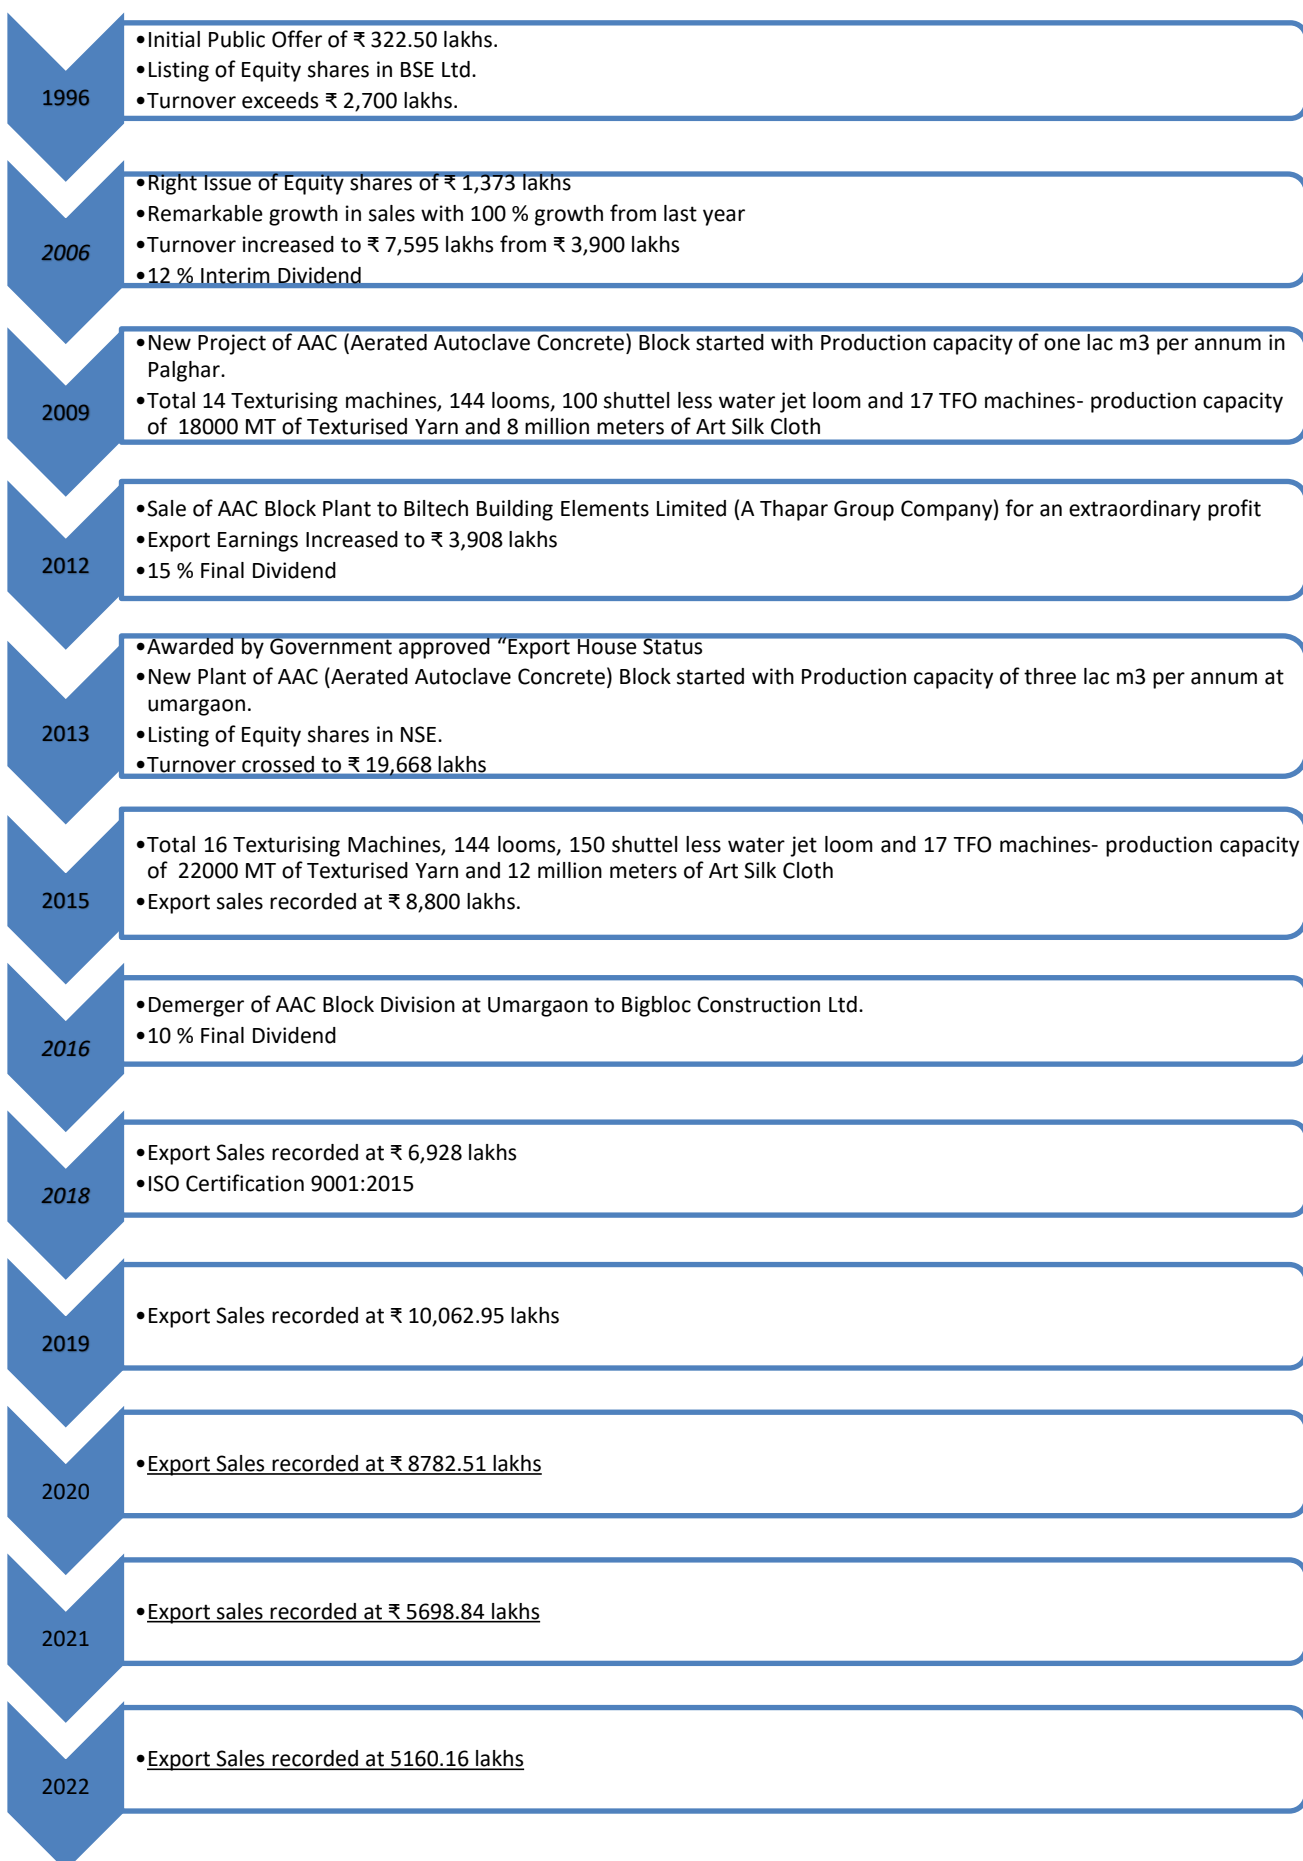 1996
•Initial Public Offer of ₹ 322.50 lakhs.
•Listing of Equity shares in BSE Ltd.
•Turnover exceeds ₹ 2,700 lakhs.
2006
•Right Issue of Equity shares of ₹ 1,373 lakhs
•Remarkable growth in sales with 100 % growth from last year
•Turnover increased to ₹ 7,595 lakhs from ₹ 3,900 lakhs
•12 % Interim Dividend
2009
•New Project of AAC (Aerated Autoclave Concrete) Block started with Production capacity of one lac m3 per annum in
Palghar.
•Total 14 Texturising machines, 144 looms, 100 shuttel less water jet loom and 17 TFO machines- production capacity
of 18000 MT of Texturised Yarn and 8 million meters of Art Silk Cloth
2012
•Sale of AAC Block Plant to Biltech Building Elements Limited (A Thapar Group Company) for an extraordinary profit
•Export Earnings Increased to ₹ 3,908 lakhs
•15 % Final Dividend
2013
•Awarded by Government approved “Export House Status
•New Plant of AAC (Aerated Autoclave Concrete) Block started with Production capacity of three lac m3 per annum at
umargaon.
•Listing of Equity shares in NSE.
•Turnover crossed to ₹ 19,668 lakhs
2015
•Total 16 Texturising Machines, 144 looms, 150 shuttel less water jet loom and 17 TFO machines- production capacity
of 22000 MT of Texturised Yarn and 12 million meters of Art Silk Cloth
•Export sales recorded at ₹ 8,800 lakhs.
2016
•Demerger of AAC Block Division at Umargaon to Bigbloc Construction Ltd.
•10 % Final Dividend
2018
•Export Sales recorded at ₹ 6,928 lakhs
•ISO Certification 9001:2015
2019
•Export Sales recorded at ₹ 10,062.95 lakhs
2020
•Export Sales recorded at ₹ 8782.51 lakhs
2021
•Export sales recorded at ₹ 5698.84 lakhs
2022
•Export Sales recorded at 5160.16 lakhs